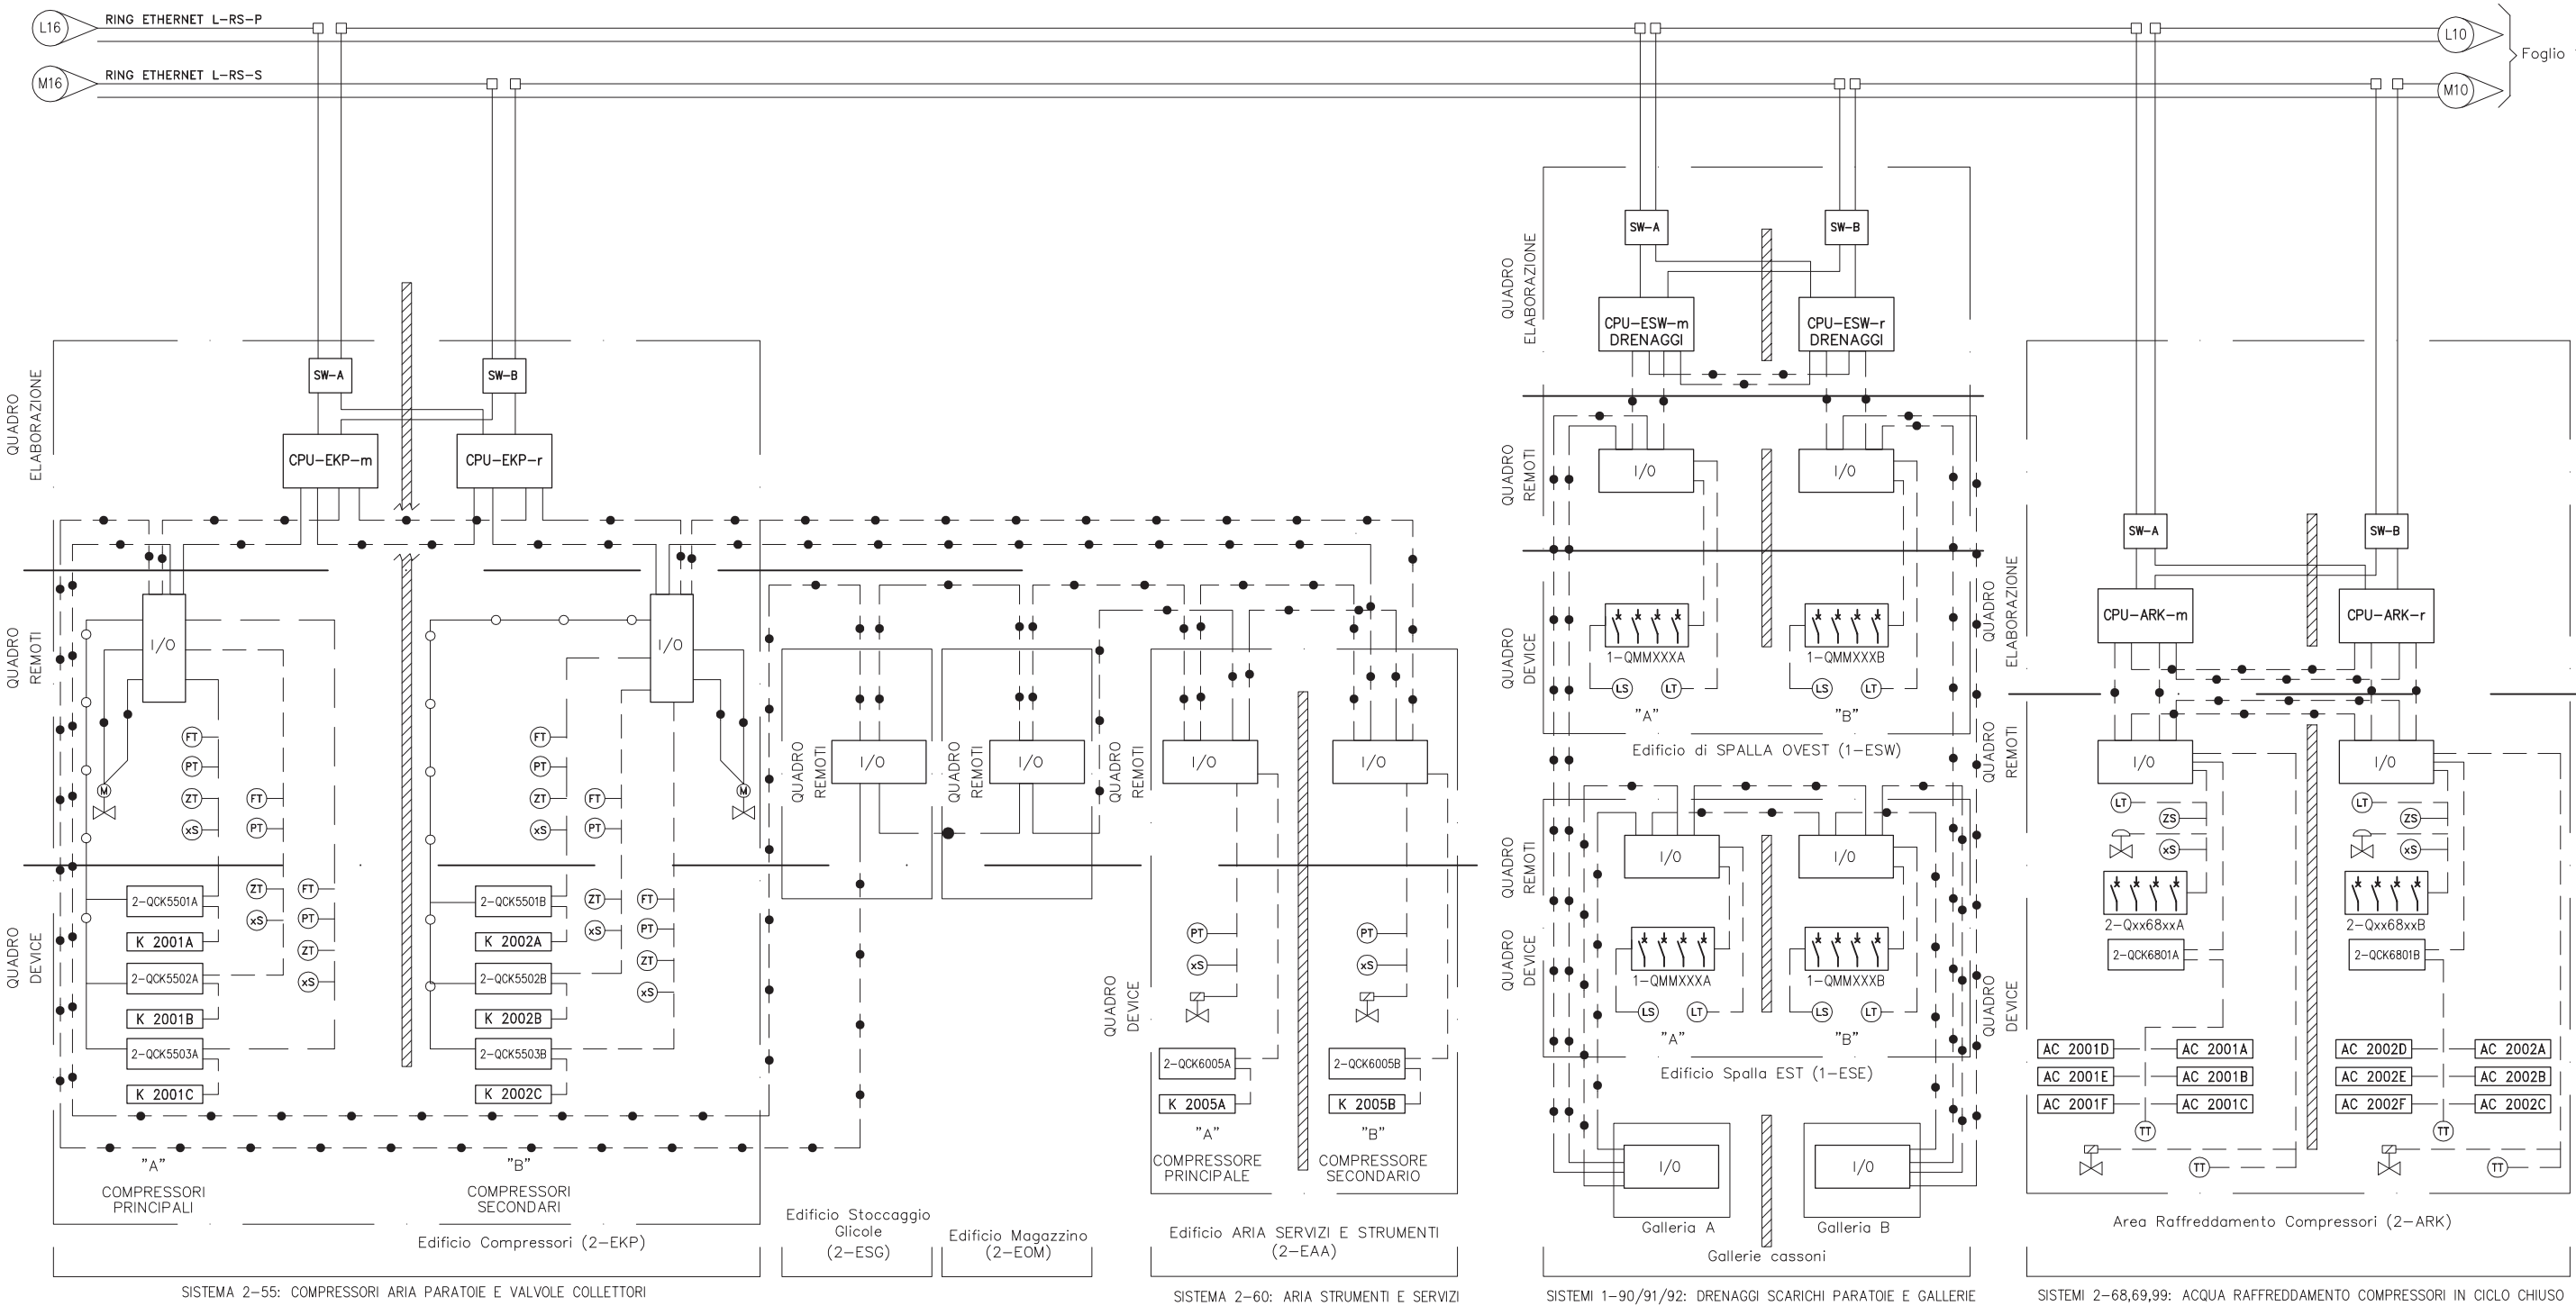 L16
RING ETHERNET L-RS-P
L10
Foglio
M16
RING ETHERNET L-RS-S
M10
QUADRO
ELABORAZIONE
SW-A
SW-B
CPU-EKP-m
CPU-EKP-r
QUADRO
REMOTI
I/O
I/O
FT
PT
ZT
xS
FT
PT
M
FT
PT
ZT
xS
FT
PT
M
QUADRO
DEVICE
2-QCK5501A
K 2001A
2-QCK5502A
K 2001B
2-QCK5503A
K 2001C
ZT
xS
FT
PT
ZT
xS
2-QCK5501B
K 2002A
2-QCK5502B
K 2002B
2-QCK5503B
K 2002C
ZT
xS
FT
PT
ZT
xS
"A"
COMPRESSORI
PRINCIPALI
"B"
COMPRESSORI
SECONDARI
Edificio Compressori (2-EKP)
SISTEMA 2-55: COMPRESSORI ARIA PARATOIE E VALVOLE COLLETTORI
QUADRO
REMOTI
I/O
Edificio Stoccaggio
Glicole
(2-ESG)
QUADRO
REMOTI
I/O
Edificio Magazzino
(2-EOM)
QUADRO
REMOTI
I/O
I/O
QUADRO
DEVICE
PT
xS
2-QCK6005A
K 2005A
"A"
COMPRESSORE
PRINCIPALE
PT
xS
2-QCK6005B
K 2005B
"B"
COMPRESSORE
SECONDARIO
Edificio ARIA SERVIZI E STRUMENTI
(2-EAA)
SISTEMA 2-60: ARIA STRUMENTI E SERVIZI
QUADRO
ELABORAZIONE
SW-A
SW-B
CPU-ESW-m
DRENAGGI
CPU-ESW-r
DRENAGGI
QUADRO
REMOTI
I/O
I/O
QUADRO
DEVICE
1-QMMXXXA
LS
LT
"A"
1-QMMXXXB
LS
LT
"B"
Edificio di SPALLA OVEST (1-ESW)
QUADRO
REMOTI
I/O
I/O
QUADRO
DEVICE
1-QMMXXXA
LS
LT
"A"
1-QMMXXXB
LS
LT
"B"
Edificio Spalla EST (1-ESE)
I/O
I/O
Galleria A
Galleria B
Gallerie cassoni
SISTEMI 1-90/91/92: DRENAGGI SCARICHI PARATOIE E GALLERIE
QUADRO
ELABORAZIONE
SW-A
SW-B
CPU-ARK-m
CPU-ARK-r
QUADRO
REMOTI
I/O
I/O
LT
ZS
xS
LT
ZS
xS
2-Qxx68xxA
2-Qxx68xxB
QUADRO
DEVICE
2-QCK6801A
2-QCK6801B
AC 2001D
AC 2001A
AC 2002D
AC 2002A
AC 2001E
AC 2001B
AC 2002E
AC 2002B
AC 2001F
AC 2001C
AC 2002F
AC 2002C
TT
TT
TT
TT
Area Raffreddamento Compressori (2-ARK)
SISTEMI 2-68,69,99: ACQUA RAFFREDDAMENTO COMPRESSORI IN CICLO CHIUSO